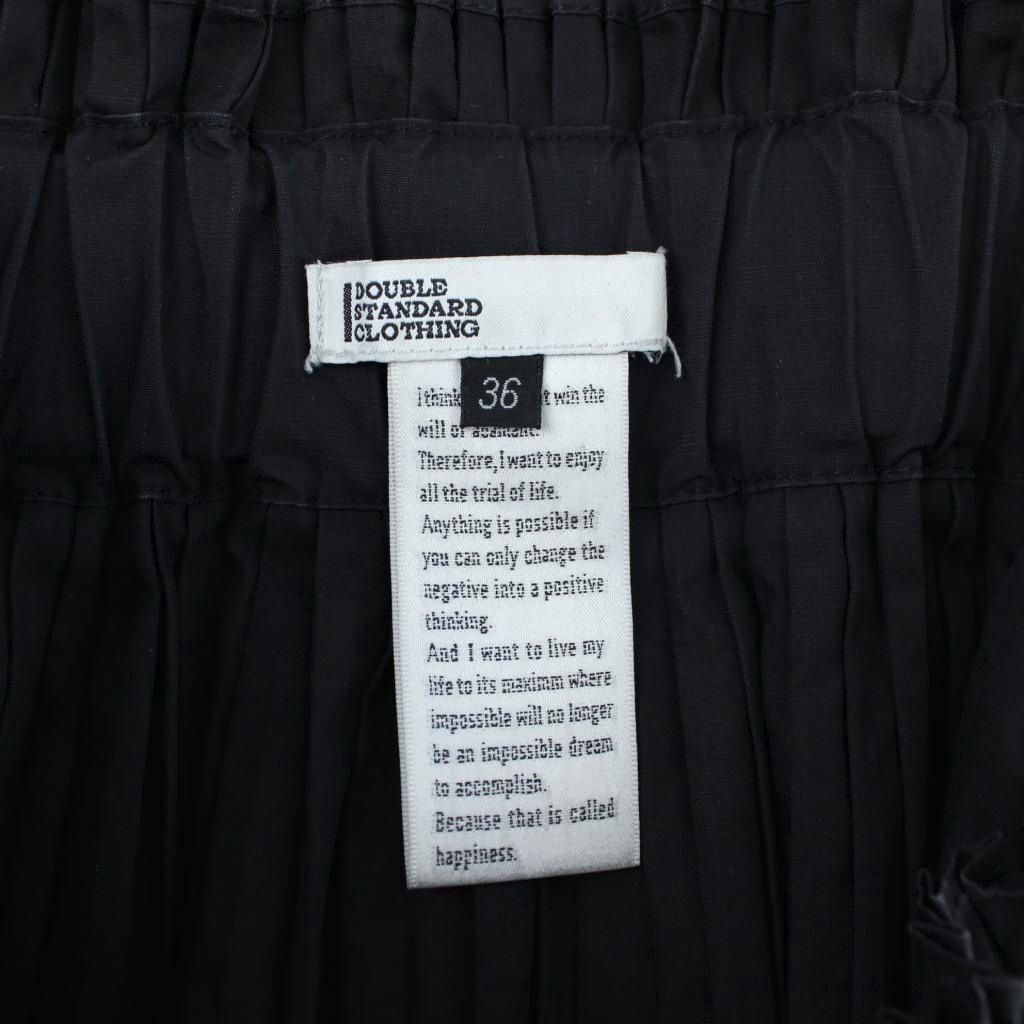 DOUBLE
STANDARD
CLOTHING
36
I think win the
will of adamant.
Therefore, I want to enjoy
all the trial of life.
Anything is possible if
you can only change the
negative into a positive
thinking.
And I want to live my
life to its maximm where
impossible will no longer
be an impossible dream
to accomplish.
Because that is called
happiness.